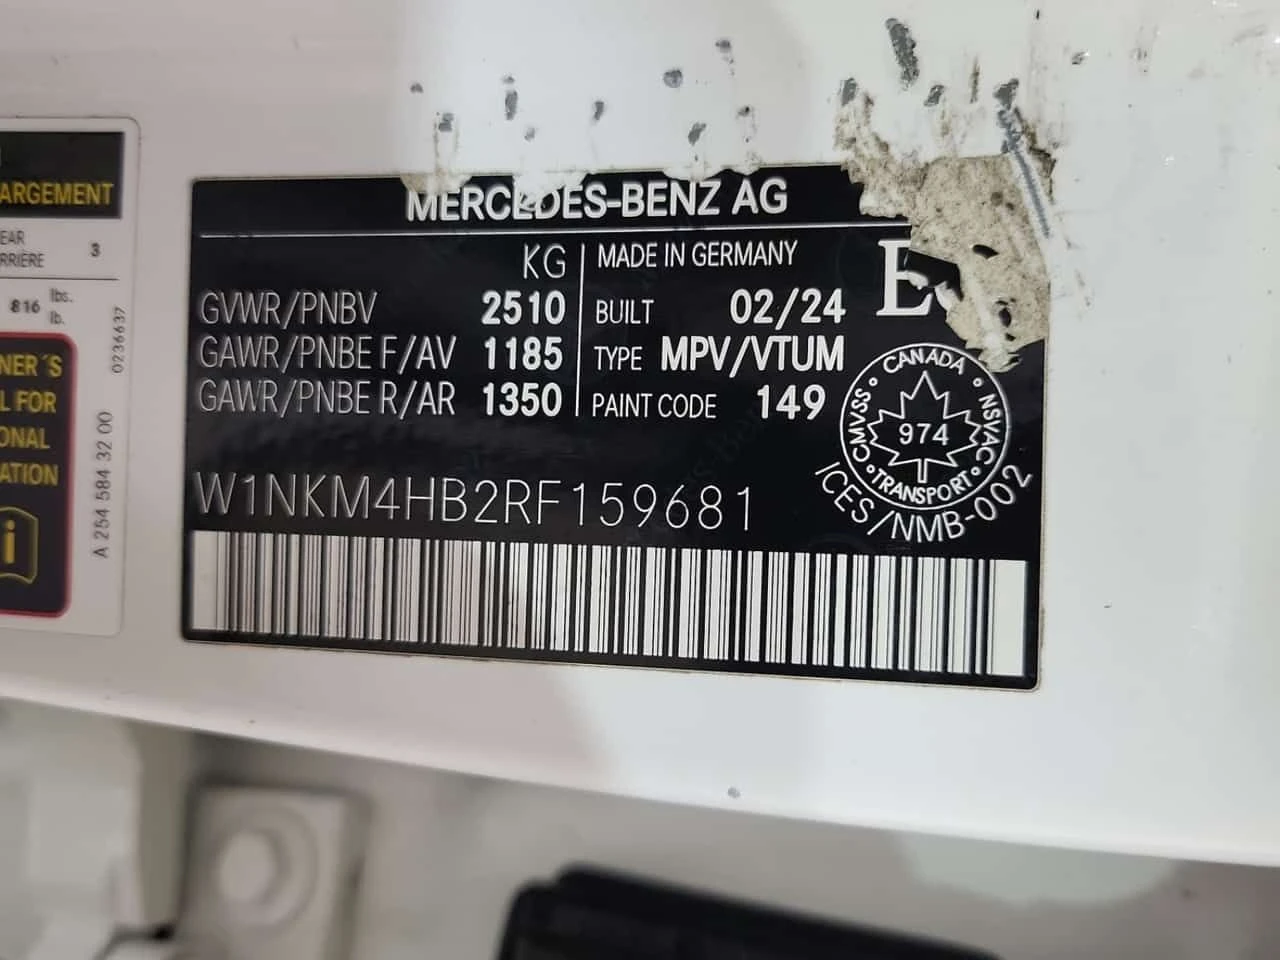 ARGEMENT
EAR
RRIÈRE 3
816 lbs.
lb.
NER´S
L FOR
ONAL
ATION
i
A 254 584 32 00
0236637
MERCEDES-BENZ AG
KG
GVWR/PNBV 2510
GAWR/PNBE F/AV 1185
GAWR/PNBE R/AR 1350
MADE IN GERMANY
BUILT 02/24
TYPE MPV/VTUM
PAINT CODE 149
E
CANADA
CMVSS • NSVAC
974
TRANSPORT
ICES/NMB-002
W1NKM4HB2RF159681